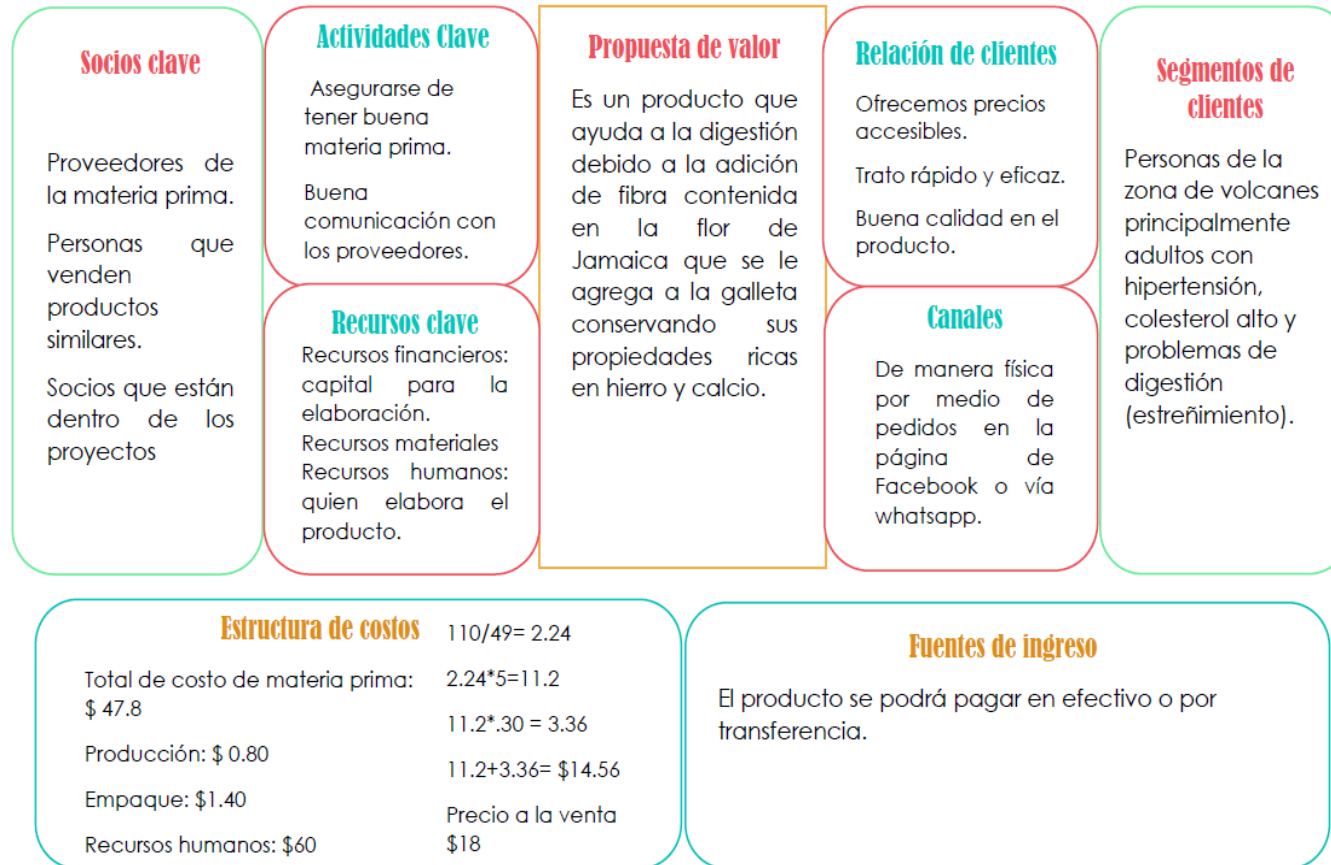 Socios clave
Proveedores de
la materia prima.
Personas que
venden
productos
similares.
Socios que están
dentro de los
proyectos
Actividades Clave
Asegurarse de
tener buena
materia prima.
Buena
comunicación con
los proveedores.
Recursos clave
Recursos financieros:
capital para la
elaboración.
Recursos materiales
Recursos humanos:
quien elabora el
producto.
Propuesta de valor
Es un producto que
ayuda a la digestión
debido a la adición
de fibra contenida
en la flor de
Jamaica que se le
agrega a la galleta
conservando sus
propiedades ricas
en hierro y calcio.
Relación de clientes
Ofrecemos precios
accesibles.
Trato rápido y eficaz.
Buena calidad en el
producto.
Canales
De manera física
por medio de
pedidos en la
página de
Facebook o vía
whatsapp.
Segmentos de
clientes
Personas de la
zona de volcanes
principalmente
adultos con
hipertensión,
colesterol alto y
problemas de
digestión
(estreñimiento).
Estructura de costos
Total de costo de materia prima:
$ 47.8
Producción: $ 0.80
Empaque: $1.40
Recursos humanos: $60
110/49= 2.24
2.24*5=11.2
11.2*.30 = 3.36
11.2+3.36= $14.56
Precio a la venta
$18
Fuentes de ingreso
El producto se podrá pagar en efectivo o por
transferencia.